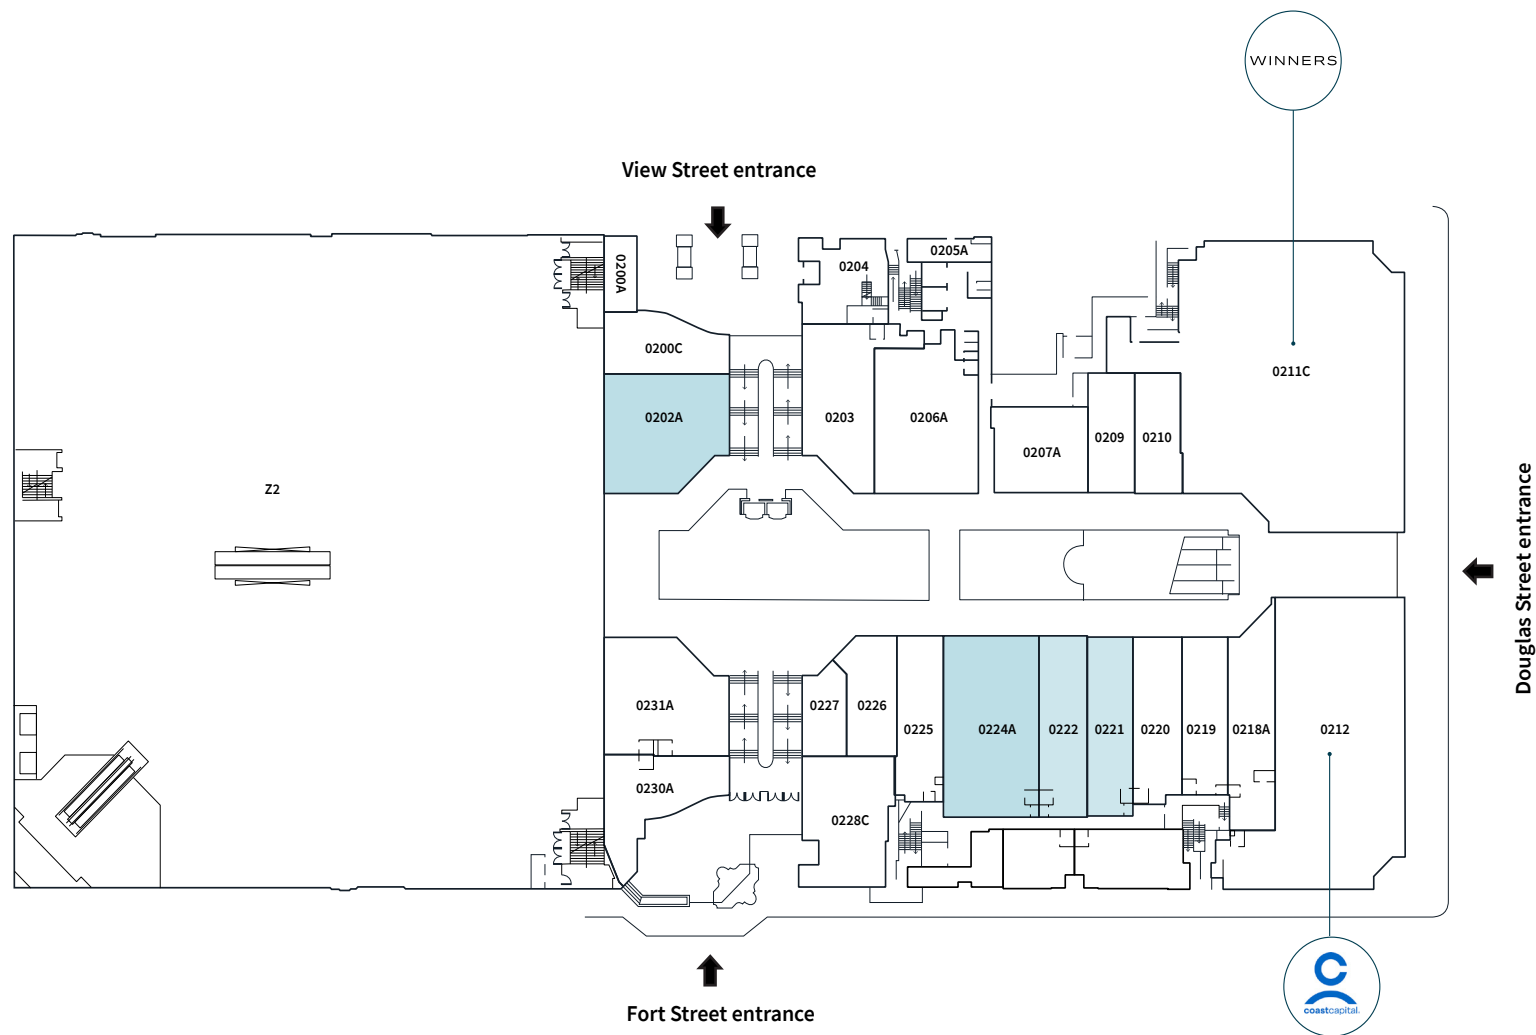 WINNERS
View Street entrance
0200A
0204
0205A
0200C
0211C
0202A
0203
0206A
0209
0210
0207A
Z2
Douglas Street entrance
0231A
0227
0226
0225
0224A
0222
0221
0220
0219
0218A
0212
0230A
0228C
Fort Street entrance
C
coastcapital.